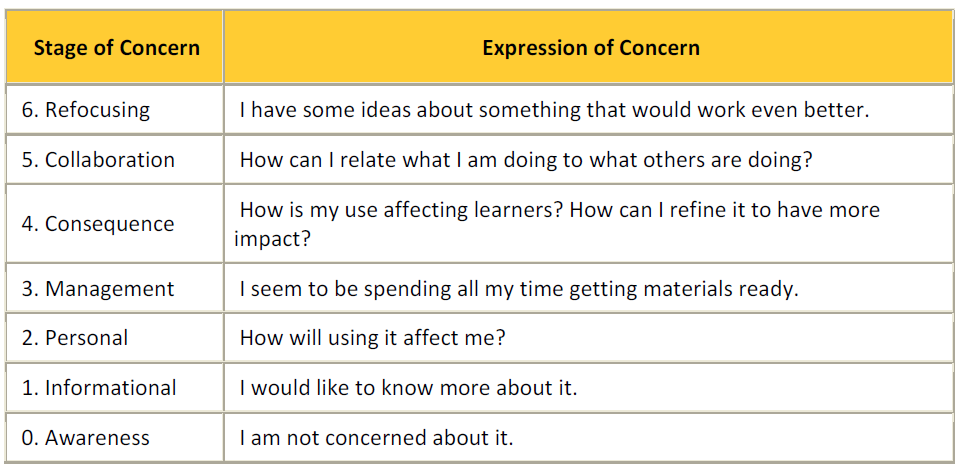 Stage of Concern
Expression of Concern
6. Refocusing
I have some ideas about something that would work even better.
5. Collaboration
How can I relate what I am doing to what others are doing?
4. Consequence
How is my use affecting learners? How can I refine it to have more
impact?
3. Management
I seem to be spending all my time getting materials ready.
2. Personal
How will using it affect me?
1. Informational
I would like to know more about it.
0. Awareness
I am not concerned about it.